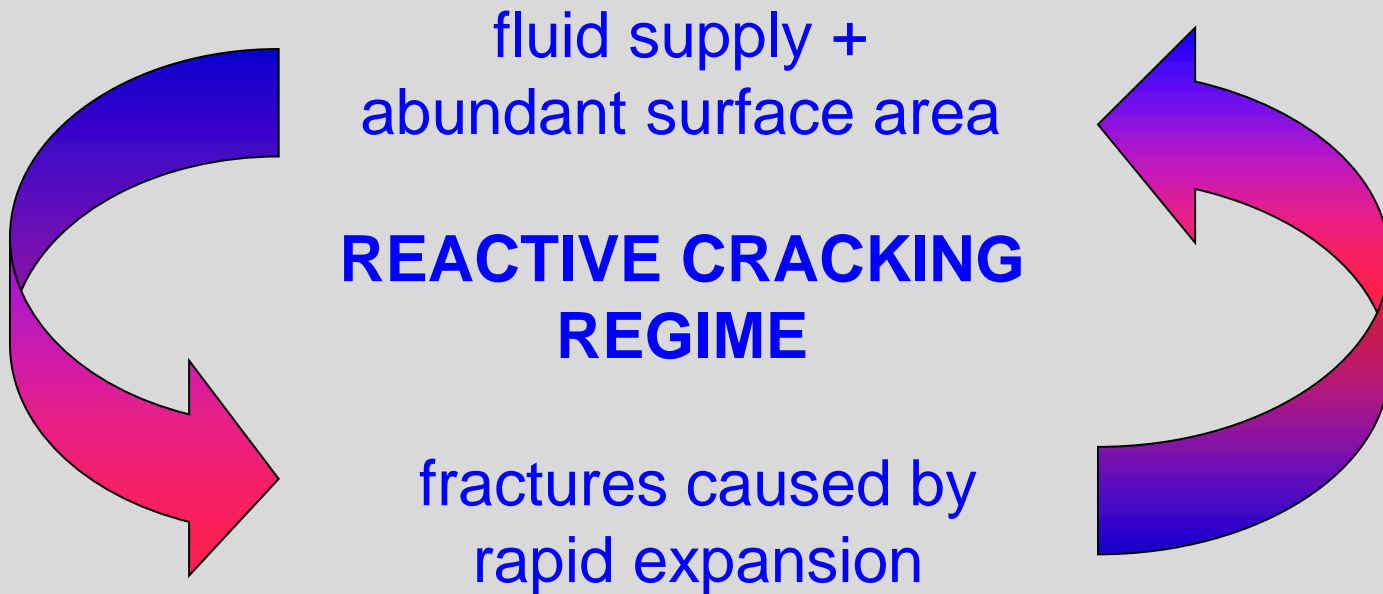 fluid supply +
abundant surface area
REACTIVE CRACKING
REGIME
fractures caused by
rapid expansion